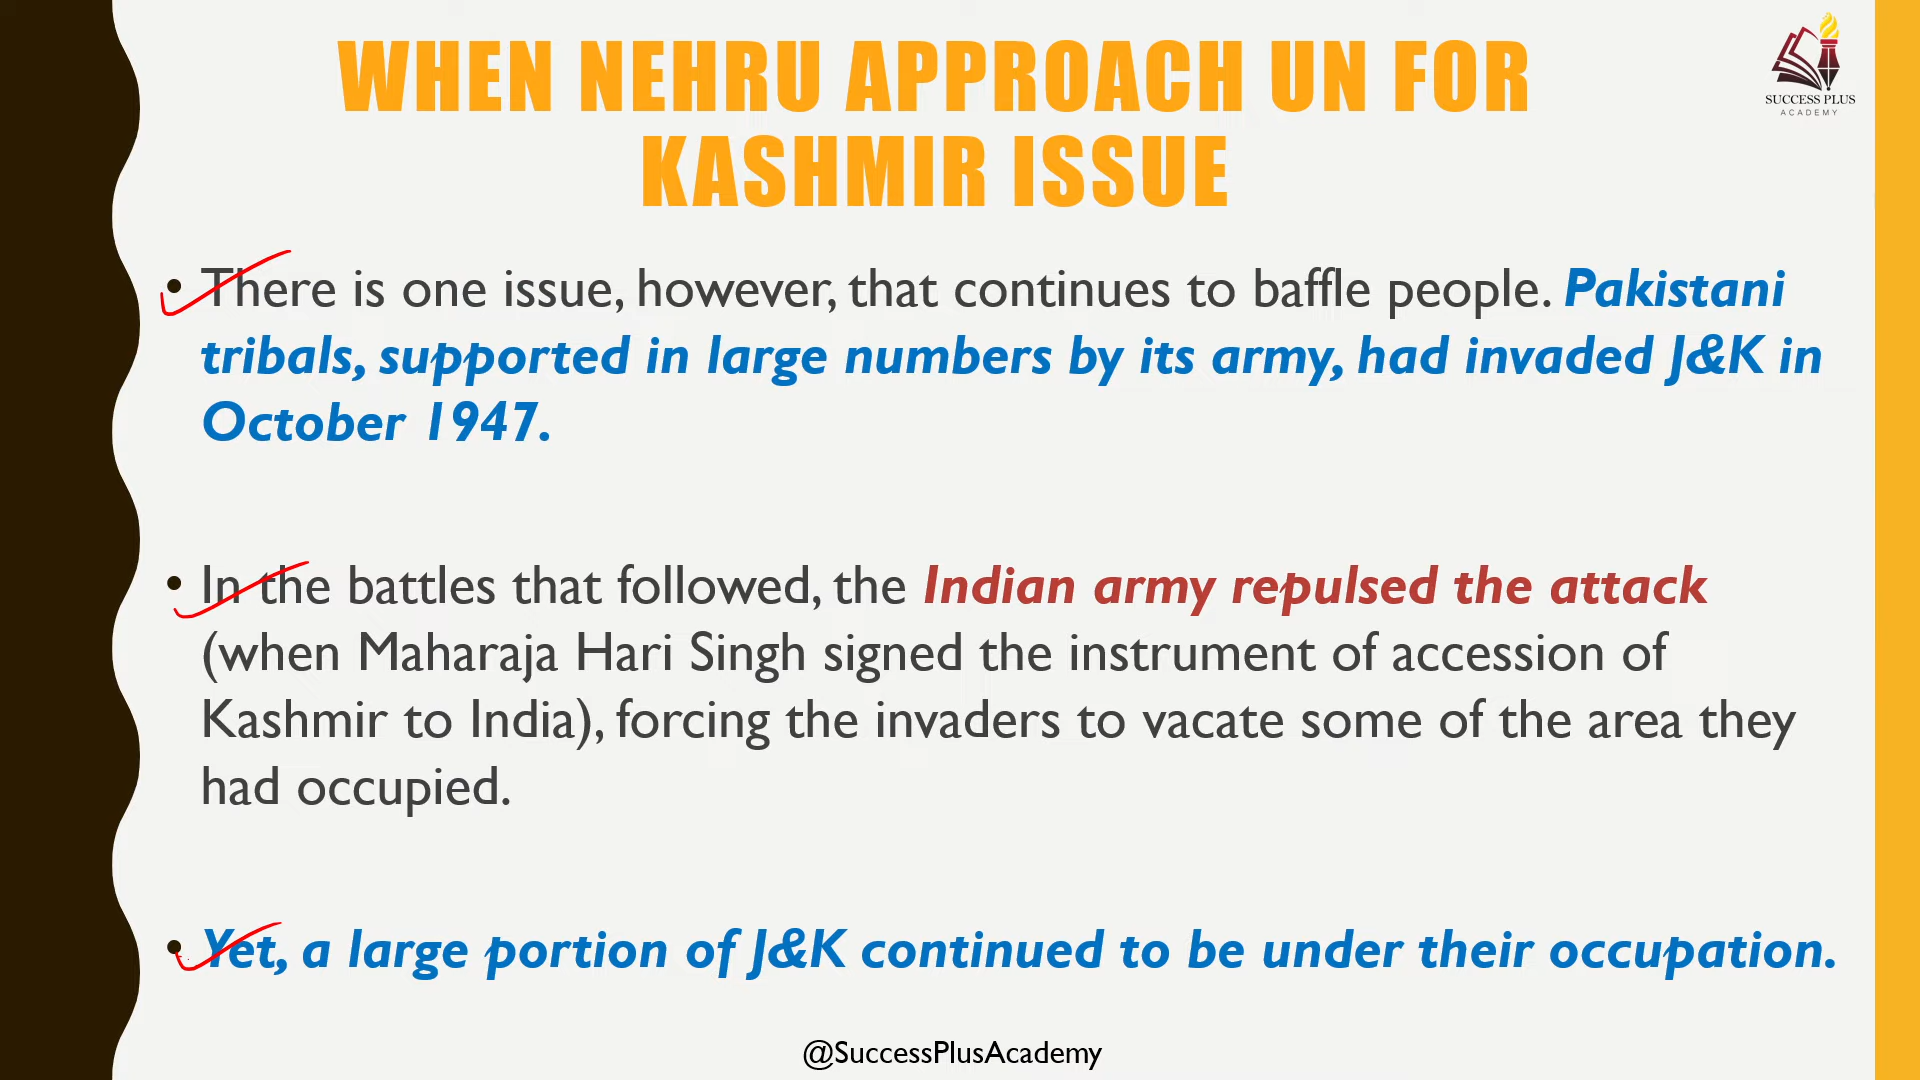 WHEN NEHRU APPROACH UN FOR
KASHMIR ISSUE
SUCCESS PLUS
ACADEMY
• There is one issue, however, that continues to baffle people. Pakistani
tribals, supported in large numbers by its army, had invaded J&K in
October 1947.
• In the battles that followed, the Indian army repulsed the attack
(when Maharaja Hari Singh signed the instrument of accession of
Kashmir to India), forcing the invaders to vacate some of the area they
had occupied.
• Yet, a large portion of J&K continued to be under their occupation.
@SuccessPlusAcademy